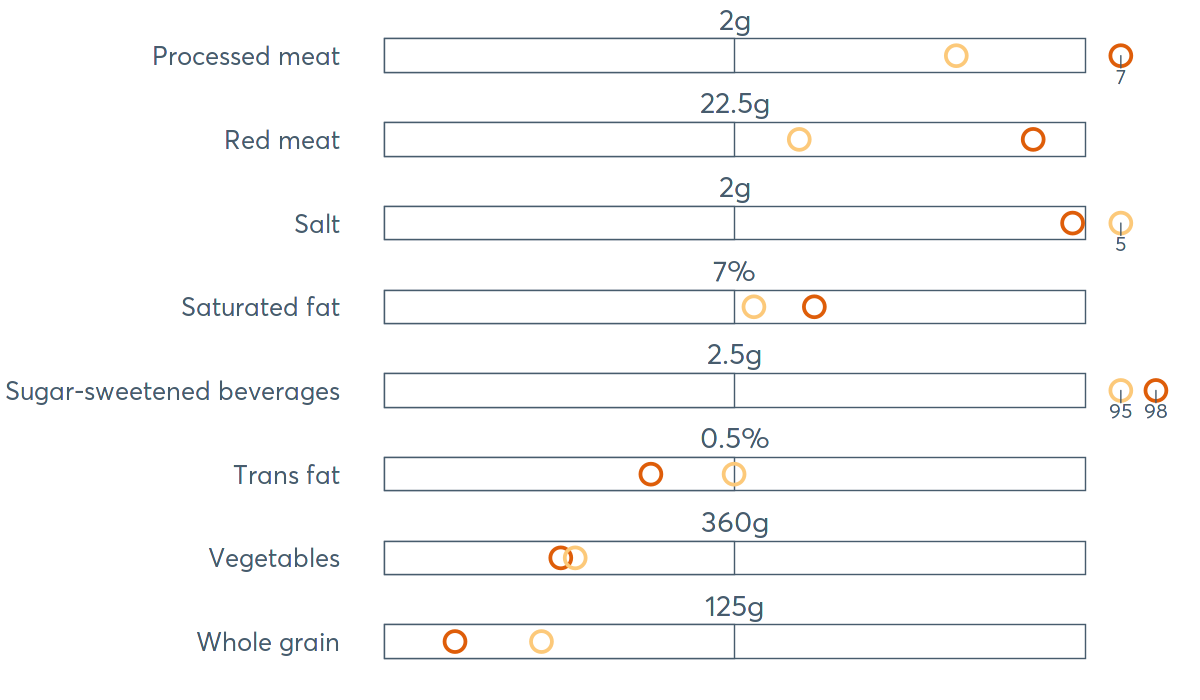 2g
Processed meat
7
22.5g
Red meat
2g
Salt
5
7%
Saturated fat
2.5g
Sugar-sweetened beverages
95 98
0.5%
Trans fat
360g
Vegetables
125g
Whole grain